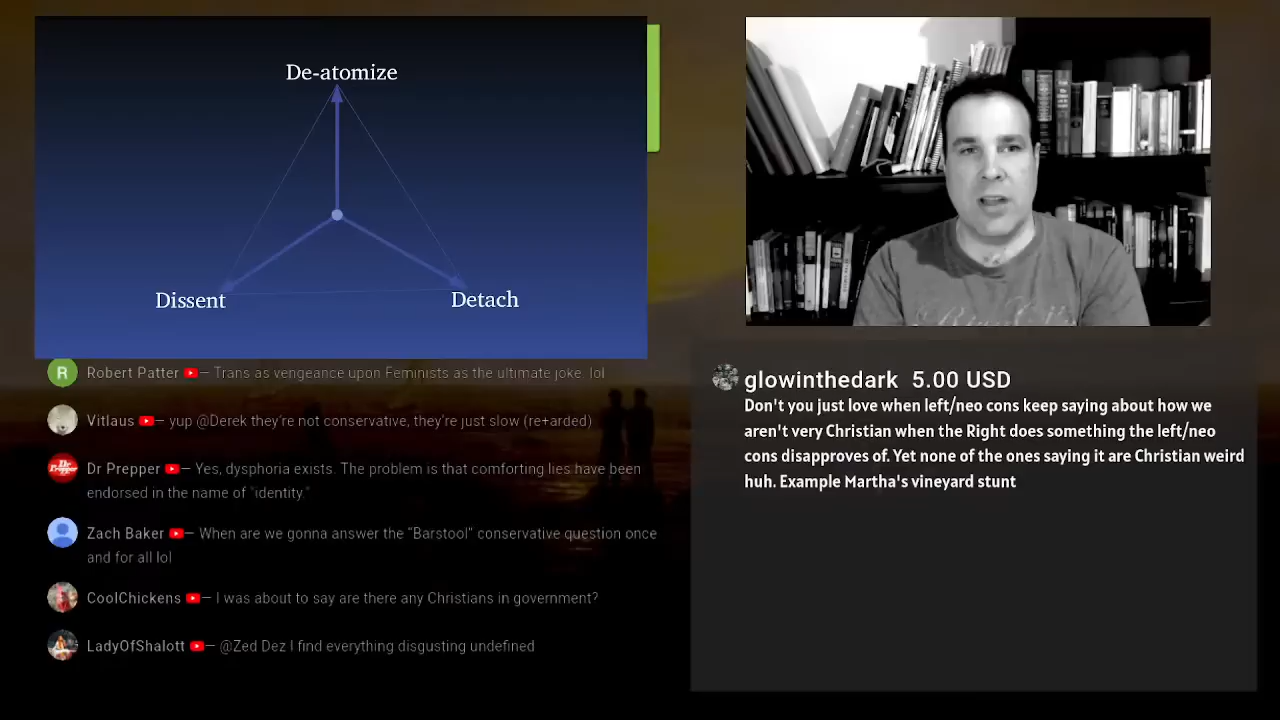 De-atomize
Dissent
Detach
R
Robert Patter — Trans as vengeance upon Feminists as the ultimate joke. lol
Vitlaus — yup @Derek they're not conservative, they're just slow (re+arded)
Dr Prepper — Yes, dysphoria exists. The problem is that comforting lies have been
endorsed in the name of "identity."
Zach Baker — When are we gonna answer the "Barstool" conservative question once
and for all lol
CoolChickens — I was about to say are there any Christians in government?
LadyOfShalott — @Zed Dez I find everything disgusting undefined
glowinthedark 5.00 USD
Don't you just love when left/neo cons keep saying about how we
aren't very Christian when the Right does something the left/neo
cons disapproves of. Yet none of the ones saying it are Christian weird
huh. Example Martha's vineyard stunt